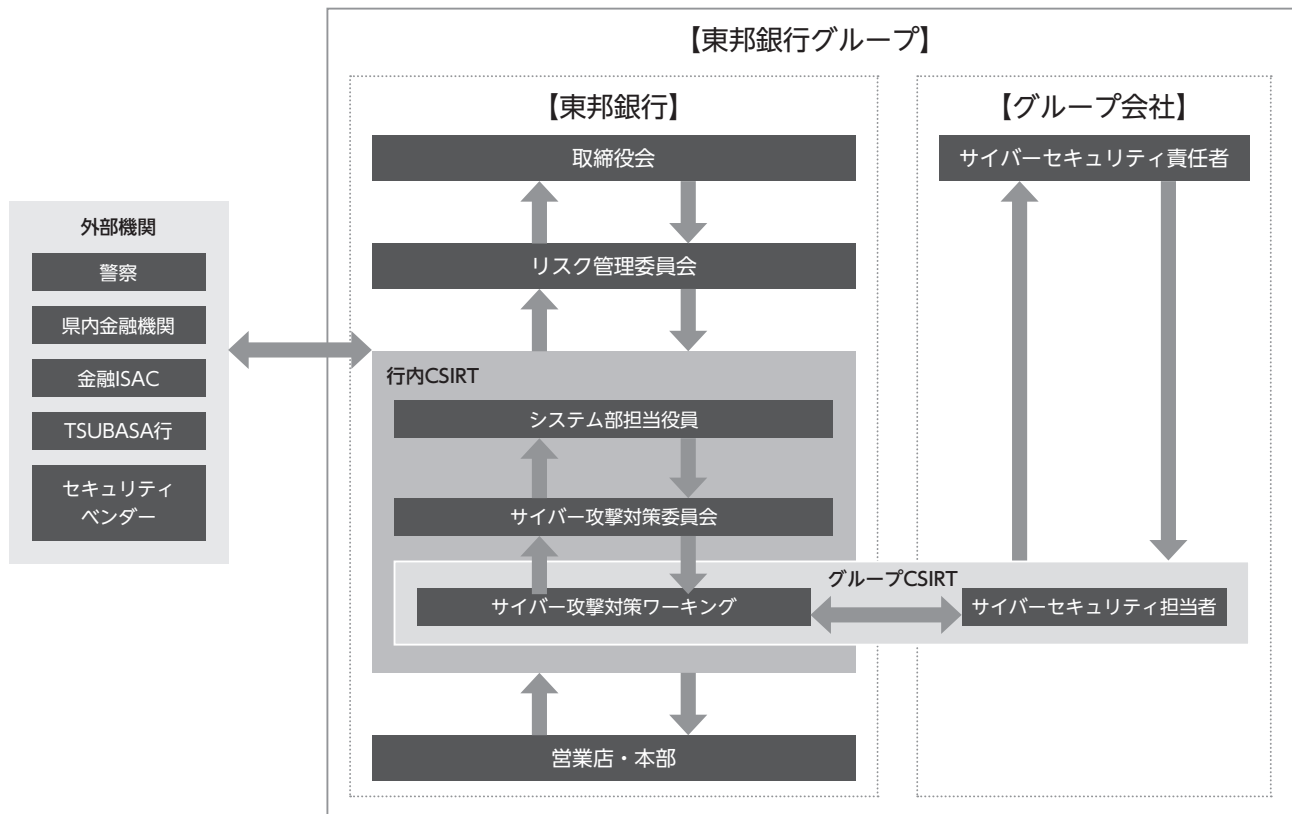 【東邦銀行グループ】
【東邦銀行】
取締役会
リスク管理委員会
行内CSIRT
システム部担当役員
サイバー攻撃対策委員会
グループCSIRT
サイバー攻撃対策ワーキング
営業店・本部
【グループ会社】
サイバーセキュリティ責任者
サイバーセキュリティ担当者
外部機関
警察
県内金融機関
金融ISAC
TSUBASA行
セキュリティ
ベンダー